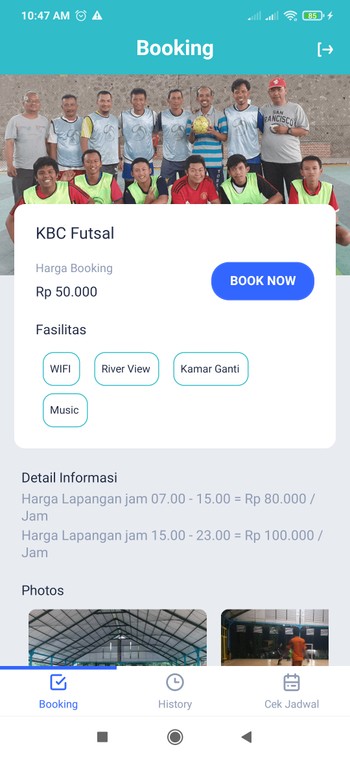 10:47 AM
85
Booking
SAN
FRANCISCO
KBC Futsal
Harga Booking
Rp 50.000
BOOK NOW
Fasilitas
WIFI
River View
Kamar Ganti
Music
Detail Informasi
Harga Lapangan jam 07.00 - 15.00 = Rp 80.000 /
Jam
Harga Lapangan jam 15.00 - 23.00 = Rp 100.000 /
Jam
Photos
Booking
History
Cek Jadwal